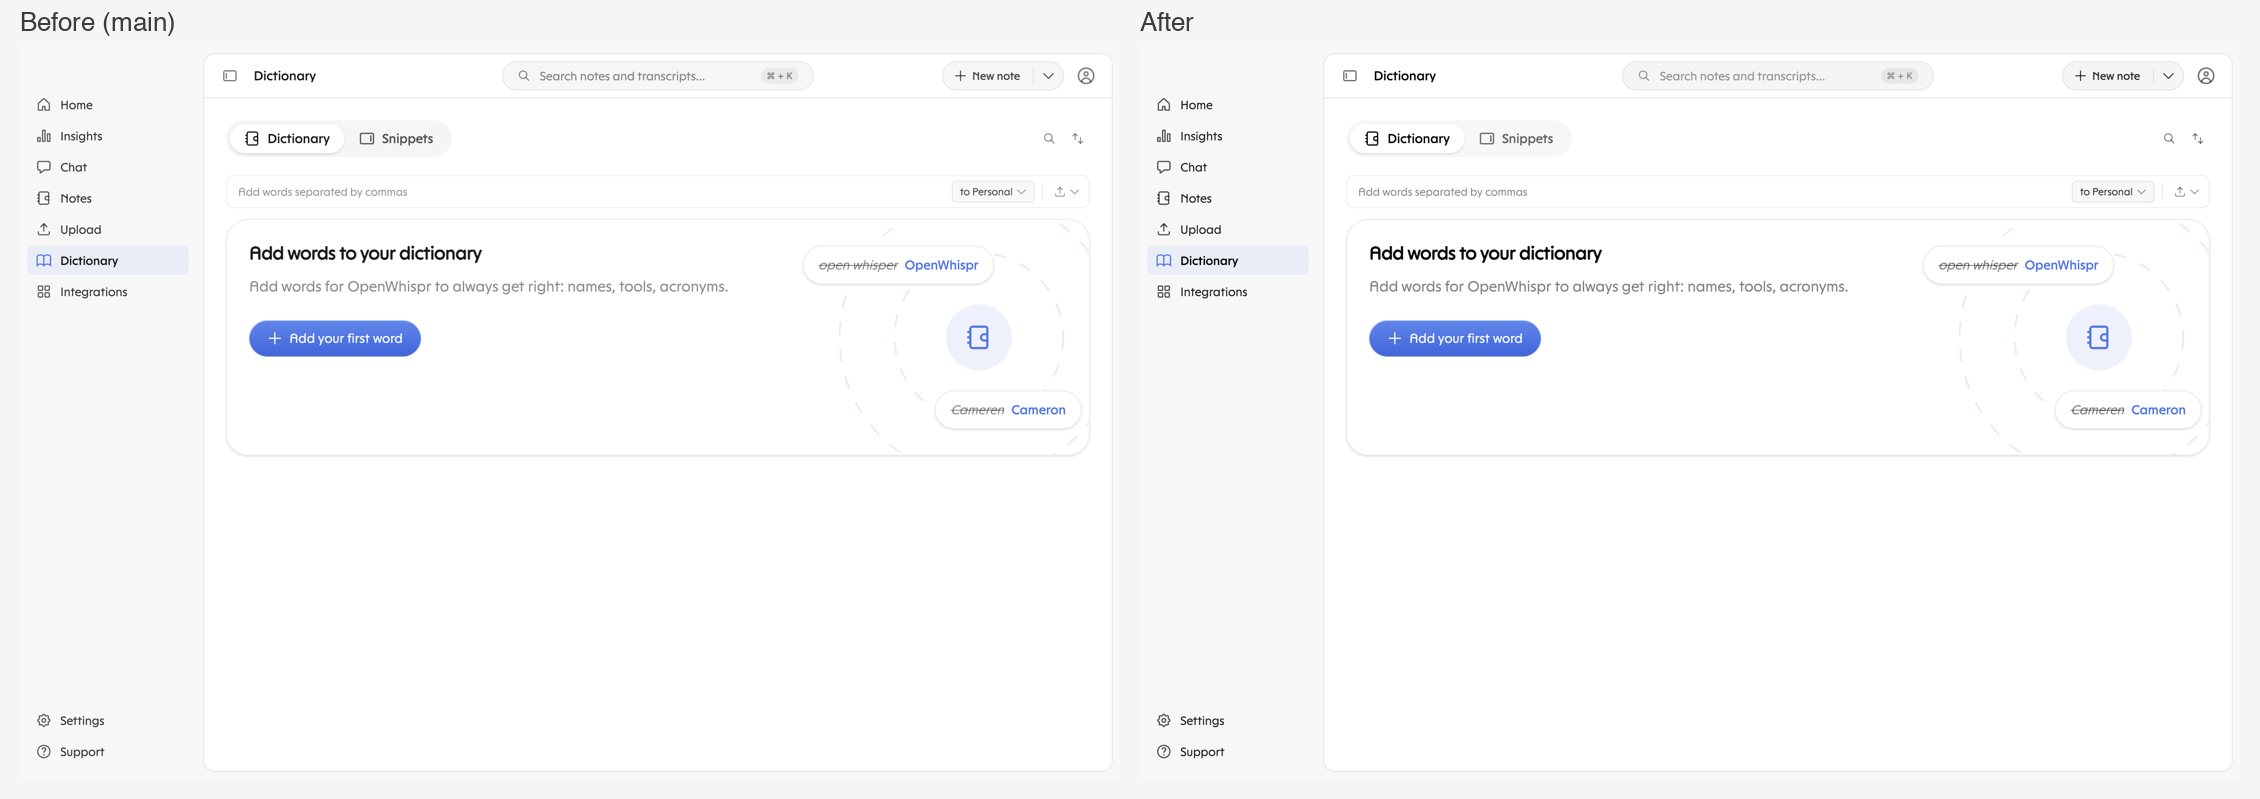 Before (main)
Dictionary
Search notes and transcripts...
⌘ + K
New note
Home
Insights
Chat
Notes
Upload
Dictionary
Integrations
Dictionary
Snippets
Add words separated by commas
to Personal
Add words to your dictionary
Add words for OpenWhispr to always get right: names, tools, acronyms.
Add your first word
open whisper OpenWhispr
Cameren Cameron
Settings
Support
After
Dictionary
Search notes and transcripts...
⌘ + K
New note
Home
Insights
Chat
Notes
Upload
Dictionary
Integrations
Dictionary
Snippets
Add words separated by commas
to Personal
Add words to your dictionary
Add words for OpenWhispr to always get right: names, tools, acronyms.
Add your first word
open whisper OpenWhispr
Cameren Cameron
Settings
Support